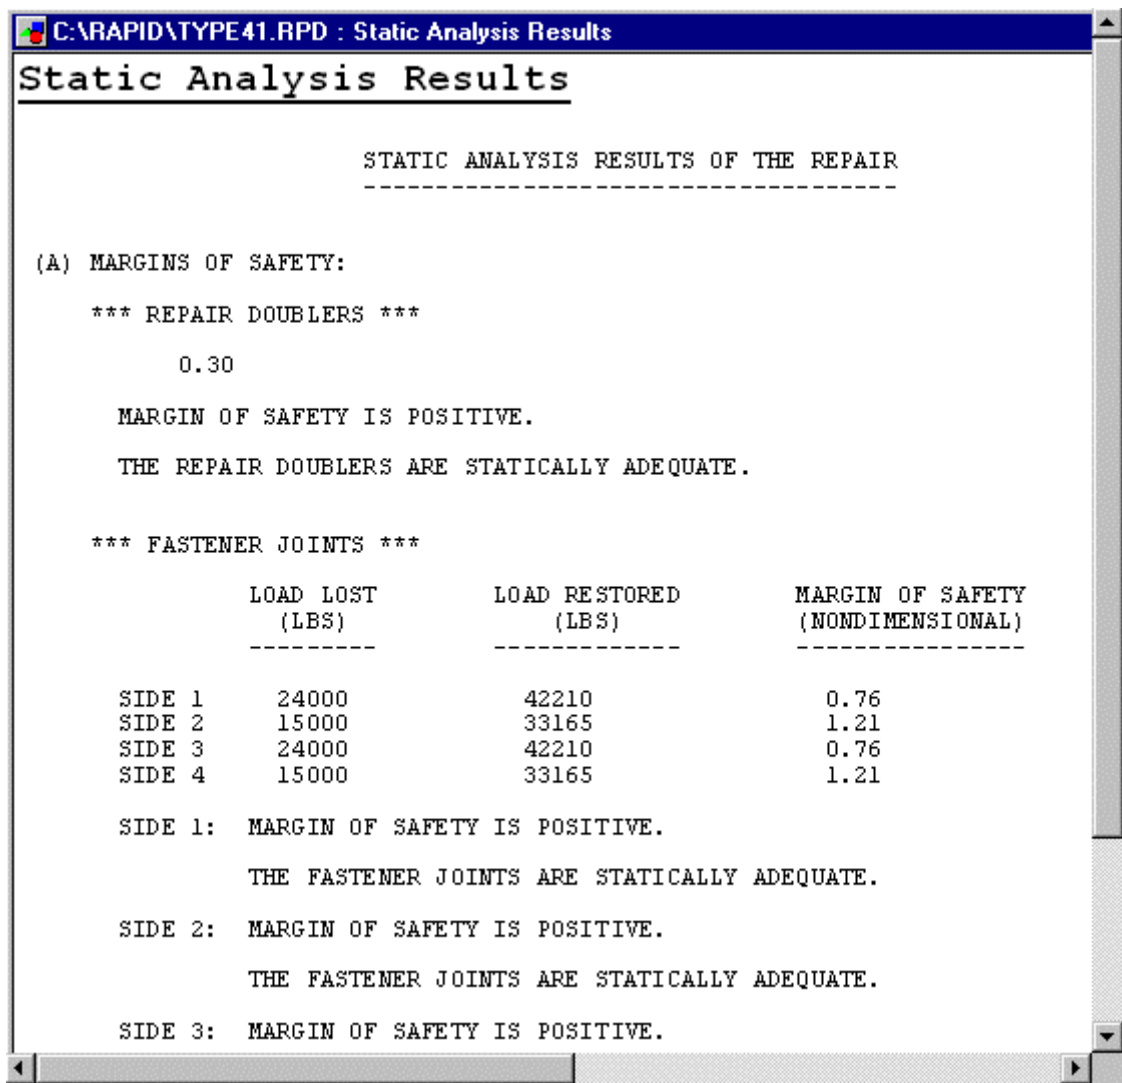 C:\RAPID\TYPE41.RPD : Static Analysis Results
Static Analysis Results
STATIC ANALYSIS RESULTS OF THE REPAIR
-------------------------------------
(A) MARGINS OF SAFETY:
*** REPAIR DOUBLERS ***
0.30
MARGIN OF SAFETY IS POSITIVE.
THE REPAIR DOUBLERS ARE STATICALLY ADEQUATE.
*** FASTENER JOINTS ***
LOAD LOST LOAD RESTORED MARGIN OF SAFETY
(LBS) (LBS) (NONDIMENSIONAL)
--------- ------------- ----------------
SIDE 1 24000 42210 0.76
SIDE 2 15000 33165 1.21
SIDE 3 24000 42210 0.76
SIDE 4 15000 33165 1.21
SIDE 1: MARGIN OF SAFETY IS POSITIVE.
THE FASTENER JOINTS ARE STATICALLY ADEQUATE.
SIDE 2: MARGIN OF SAFETY IS POSITIVE.
THE FASTENER JOINTS ARE STATICALLY ADEQUATE.
SIDE 3: MARGIN OF SAFETY IS POSITIVE.